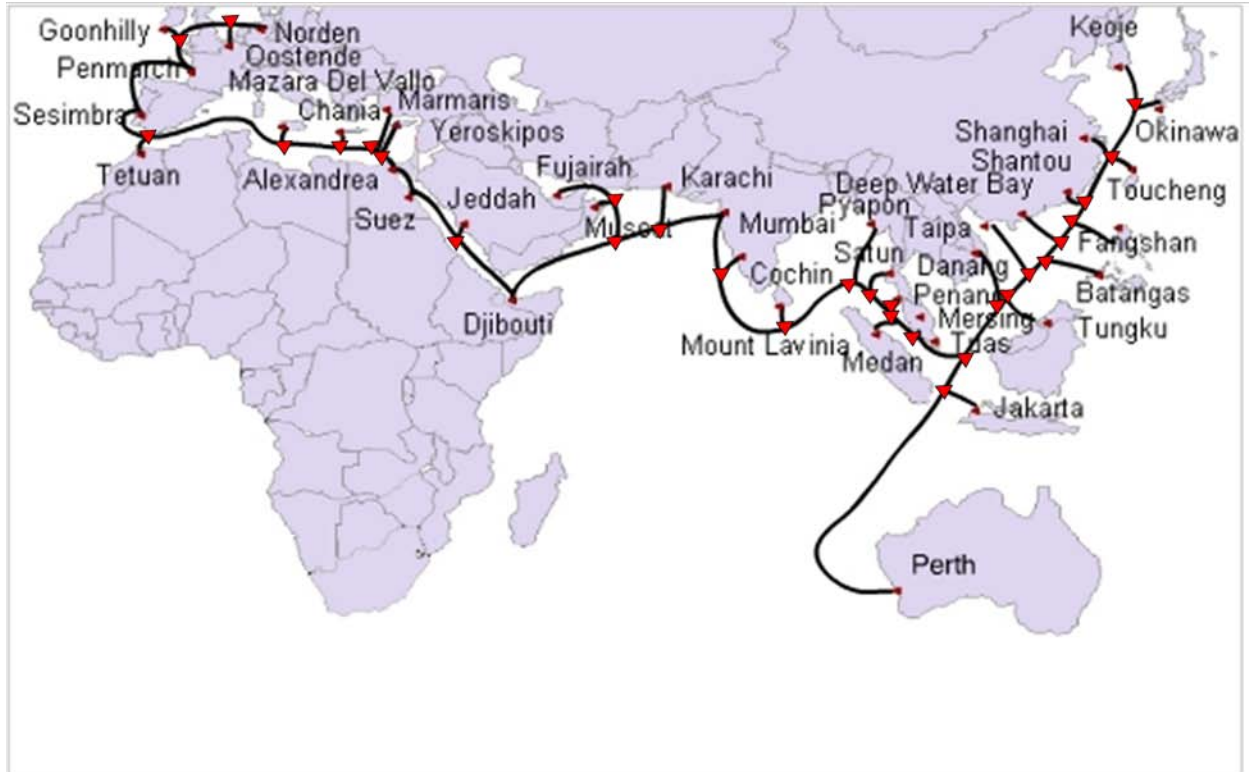 Keoje
Goonhilly
Norden
Oostende
Penmarch
Mazara Del Vallo
Chania
Marmaris
Sesimbra
Yeroskipos
Okinawa
Shanghai
Shantou
Tetuan
Alexandrea
Fujairah
Karachi
Deep Water Bay
Toucheng
Suez
Jeddah
Pyapon
Muscat
Mumbai
Taipa
Fangshan
Satun
Cochin
Danang
Penang
Batangas
Djibouti
Mersing
Tungku
Mount Lavinia
Tuas
Medan
Jakarta
Perth